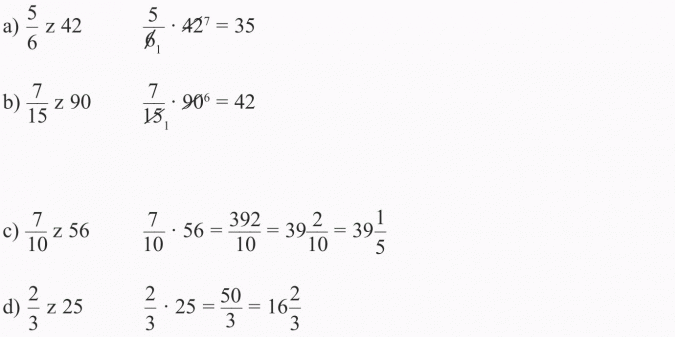 a) 5/6 z 42 5/6₁ · 42⁷ = 35
b) 7/15 z 90 7/15₁ · 90⁶ = 42
c) 7/10 z 56 7/10 · 56 = 392/10 = 39 2/10 = 39 1/5
d) 2/3 z 25 2/3 · 25 = 50/3 = 16 2/3